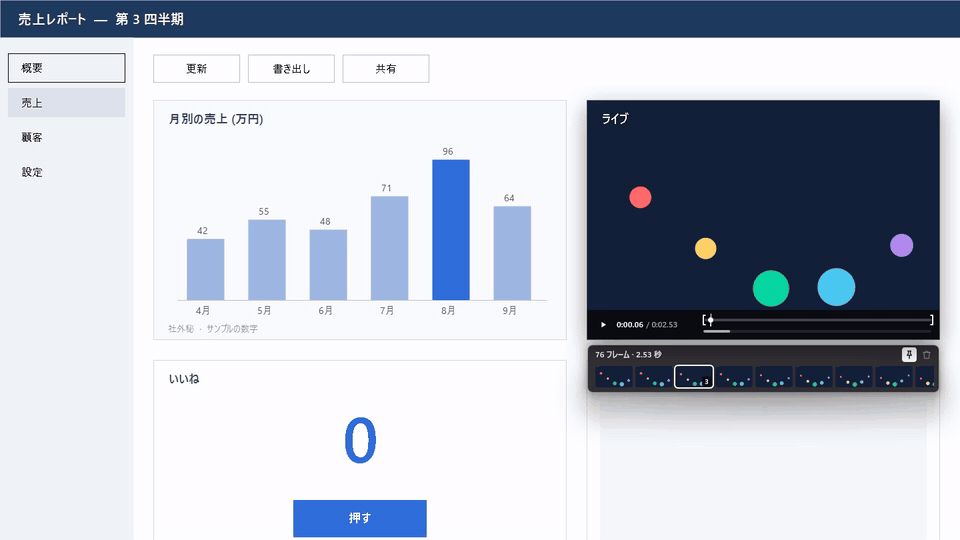 売上レポート — 第 3 四半期
概要
売上
顧客
設定
更新
書き出し
共有
月別の売上 (万円)
42
55
48
71
96
64
4月
5月
6月
7月
8月
9月
社外秘 · サンプルの数字
いいね
0
押す
ライブ
0:00.06 / 0:02.53
76 フレーム · 2.53 秒
3